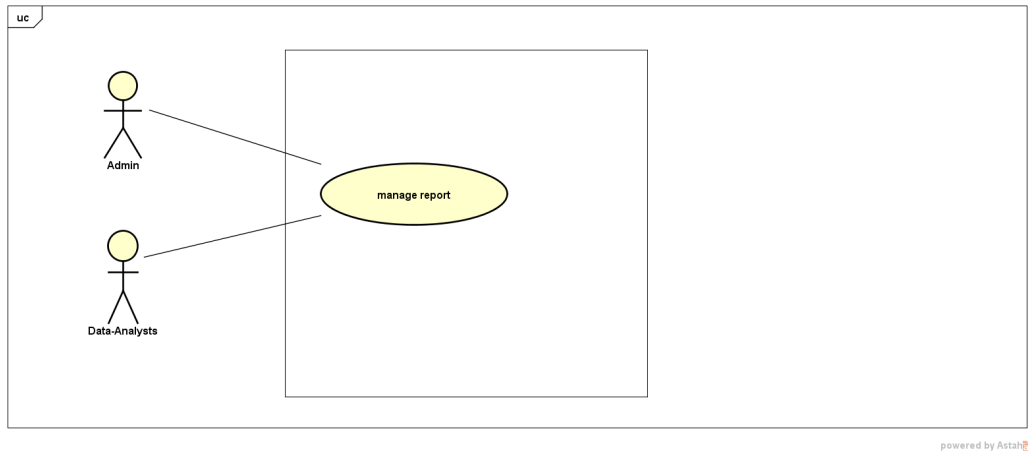 uc
Admin
manage report
Data-Analysts
powered by Astah